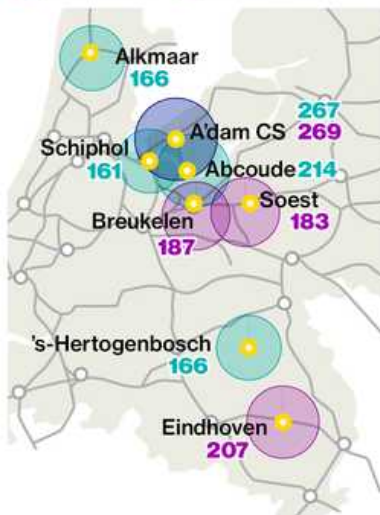 Alkmaar
166
267
A'dam CS 269
Schiphol
161
Abcoude 214
Soest
183
Breukelen
187
's-Hertogenbosch
166
Eindhoven
207